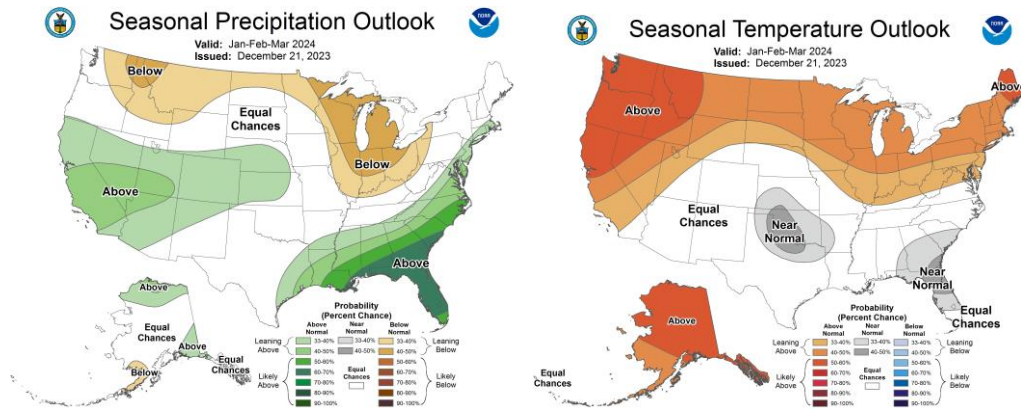 Seasonal Precipitation Outlook
Valid: Jan-Feb-Mar 2024
Issued: December 21, 2023
NOAA
Below
Equal
Chances
Below
Above
Above
Above
Equal
Chances
Above
Equal
Chances
Below
Probability
(Percent Chance)
Above Normal
Near Normal
Below Normal
Leaning Above
Likely Above
33-40%
40-50%
50-60%
60-70%
70-80%
80-90%
90-100%
33-40%
40-50%
Equal Chances
33-40%
40-50%
50-60%
60-70%
70-80%
80-90%
90-100%
Leaning Below
Likely Below
Seasonal Temperature Outlook
Valid: Jan-Feb-Mar 2024
Issued: December 21, 2023
NOAA
Above
Above
Equal
Chances
Near
Normal
Near
Normal
Equal
Chances
Above
Equal
Chances
Probability
(Percent Chance)
Above Normal
Near Normal
Below Normal
Leaning Above
Likely Above
33-40%
40-50%
50-60%
60-70%
70-80%
80-90%
90-100%
33-40%
40-50%
Equal Chances
33-40%
40-50%
50-60%
60-70%
70-80%
80-90%
90-100%
Leaning Below
Likely Below